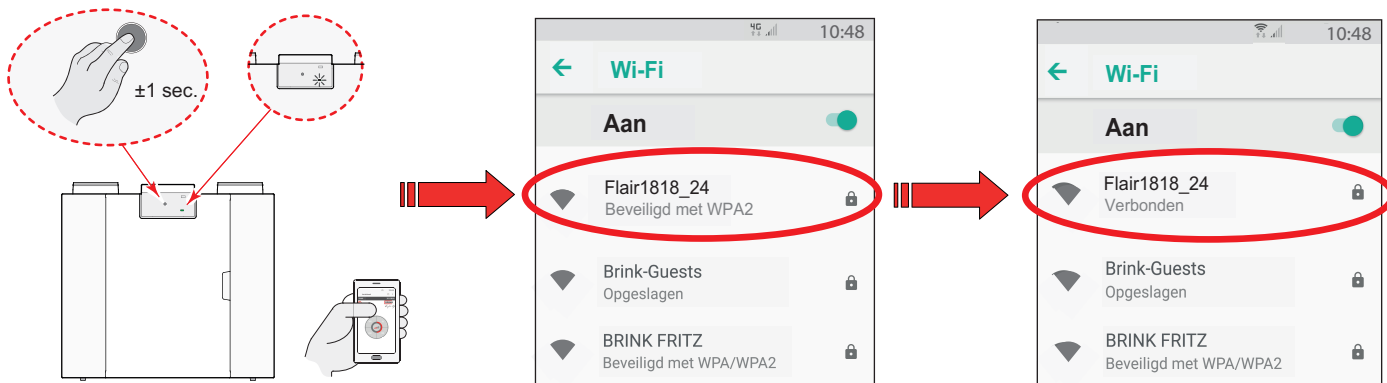 ±1 sec.
4G
10:48
Wi-Fi
Aan
Flair1818_24
Beveiligd met WPA2
Brink-Guests
Opgeslagen
BRINK FRITZ
Beveiligd met WPA/WPA2
10:48
Wi-Fi
Aan
Flair1818_24
Verbonden
Brink-Guests
Opgeslagen
BRINK FRITZ
Beveiligd met WPA/WPA2